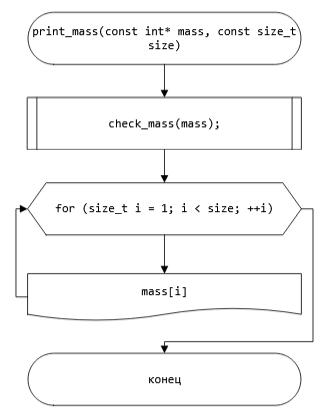 print_mass(const int* mass, const size_t
size)
check_mass(mass);
for (size_t i = 1; i < size; ++i)
mass[i]
конец